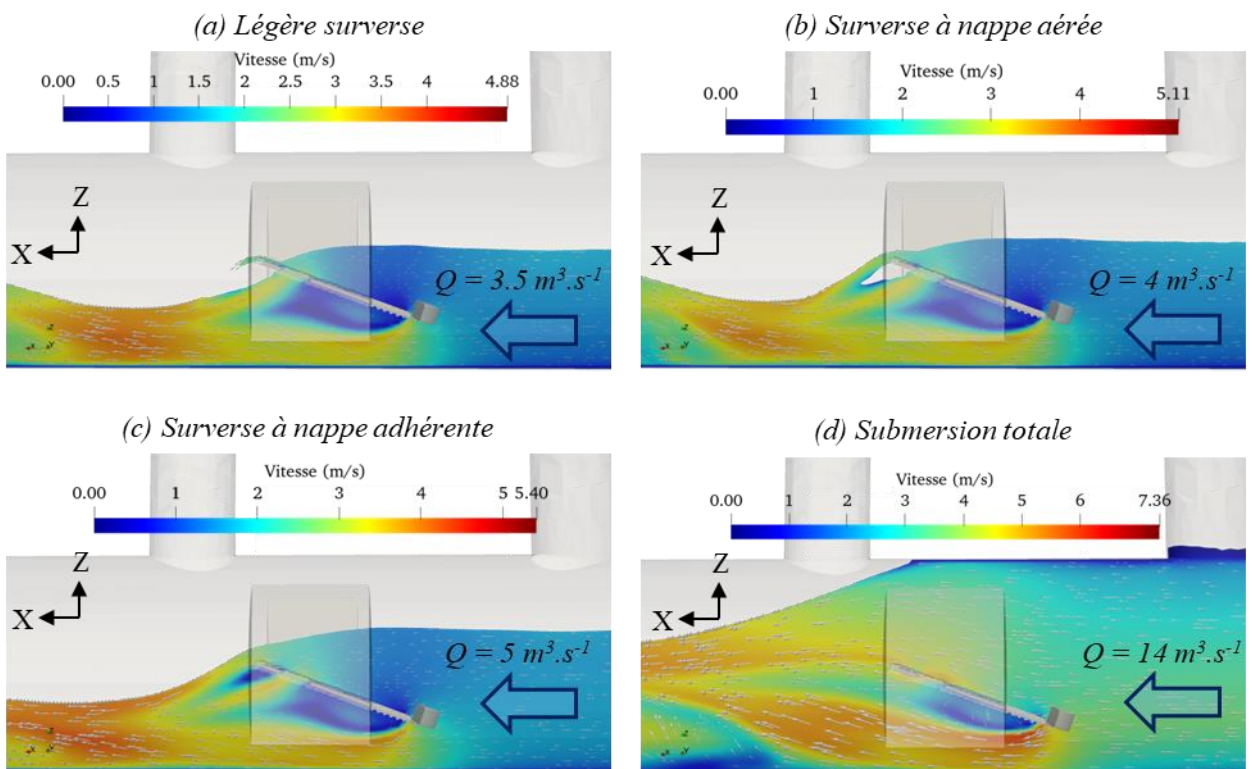 (a) Légère surverse
Vitesse (m/s)
0.00 0.5 1 1.5 2 2.5 3 3.5 4 4.88
Z
X
Q = 3.5 m³.s⁻¹
(b) Surverse à nappe aérée
Vitesse (m/s)
0.00 1 2 3 4 5.11
Z
X
Q = 4 m³.s⁻¹
(c) Surverse à nappe adhérente
Vitesse (m/s)
0.00 1 2 3 4 5 5.40
Z
X
Q = 5 m³.s⁻¹
(d) Submersion totale
Vitesse (m/s)
0.00 1 2 3 4 5 6 7.36
Z
X
Q = 14 m³.s⁻¹